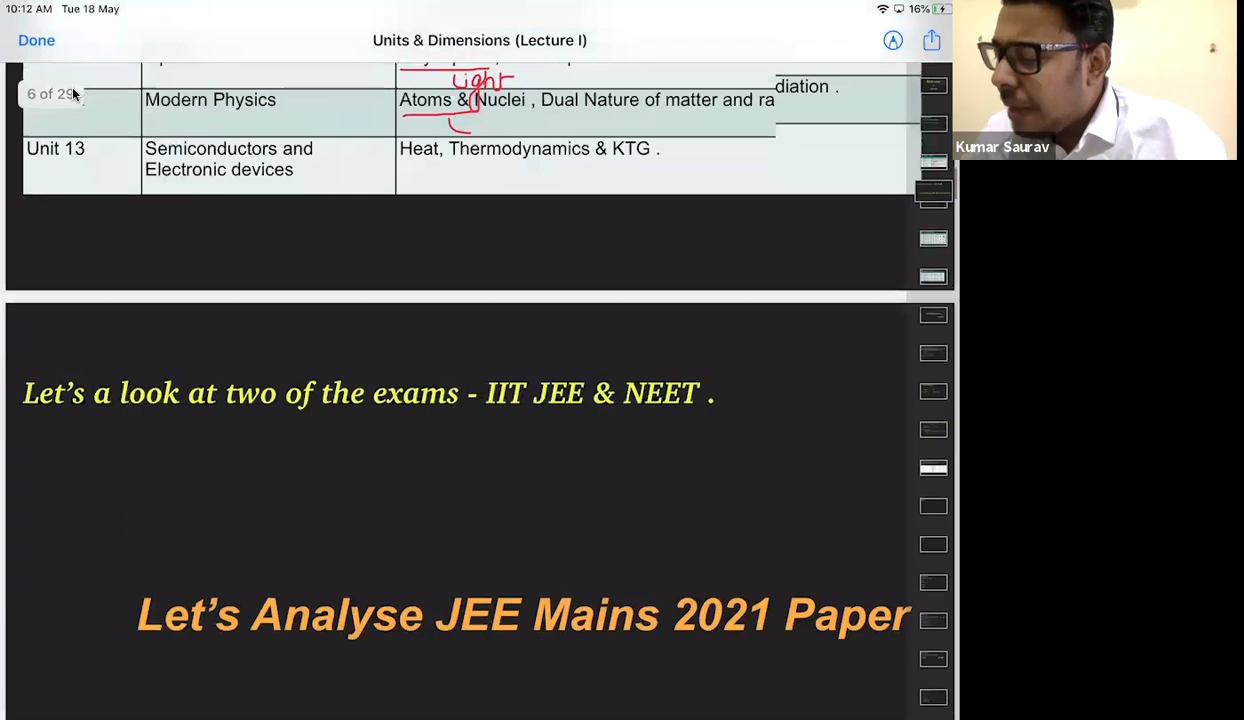 10:12 AM Tue 18 May
16%
Done
Units & Dimensions (Lecture I)
6 of 29
Light
Modern Physics
Atoms & Nuclei , Dual Nature of matter and ra
diation .
Unit 13
Semiconductors and
Electronic devices
Heat, Thermodynamics & KTG .
Kumar Saurav
Let's a look at two of the exams - IIT JEE & NEET .
Let's Analyse JEE Mains 2021 Paper